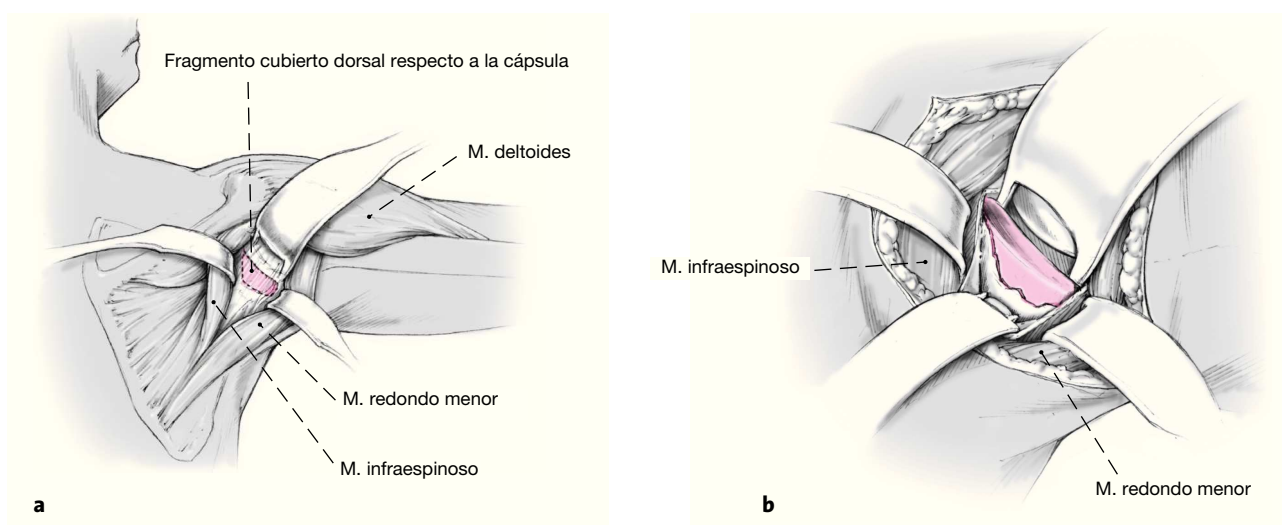 Fragmento cubierto dorsal respecto a la cápsula
M. deltoides
M. redondo menor
M. infraespinoso
a
M. infraespinoso
M. redondo menor
b